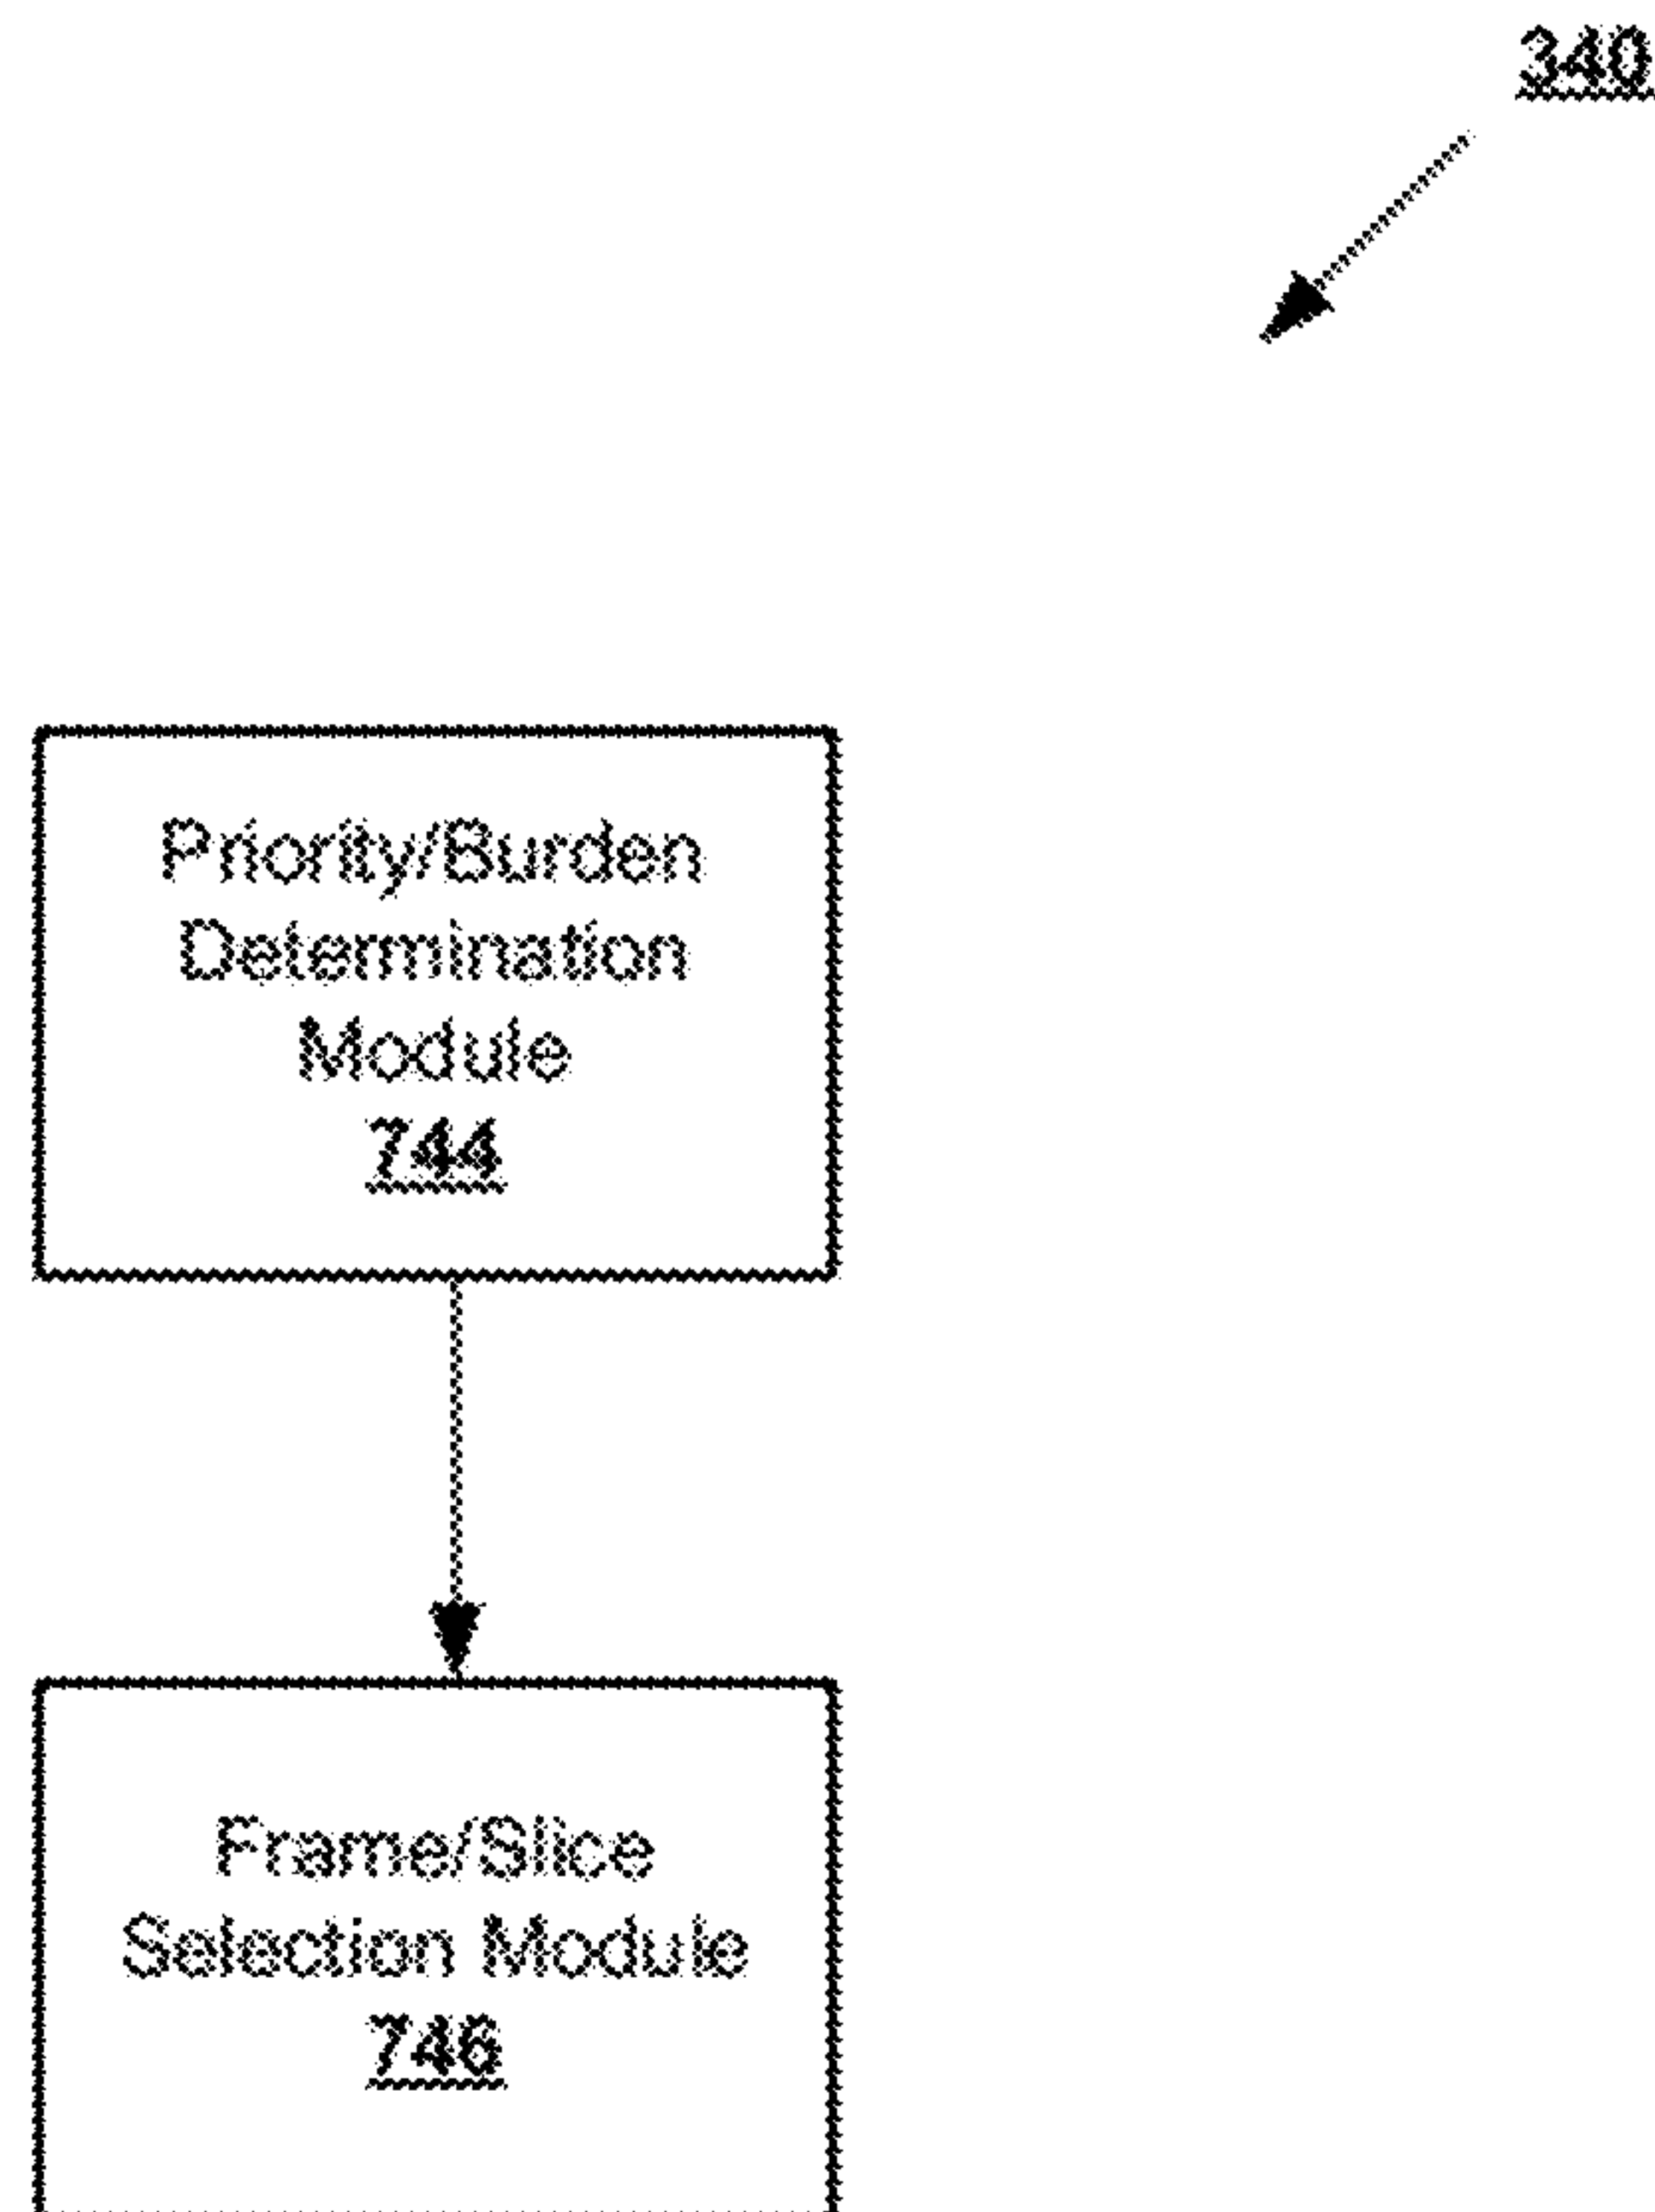 340
Priority/Burden
Determination
Module
744
Frame/Slice
Selection Module
746